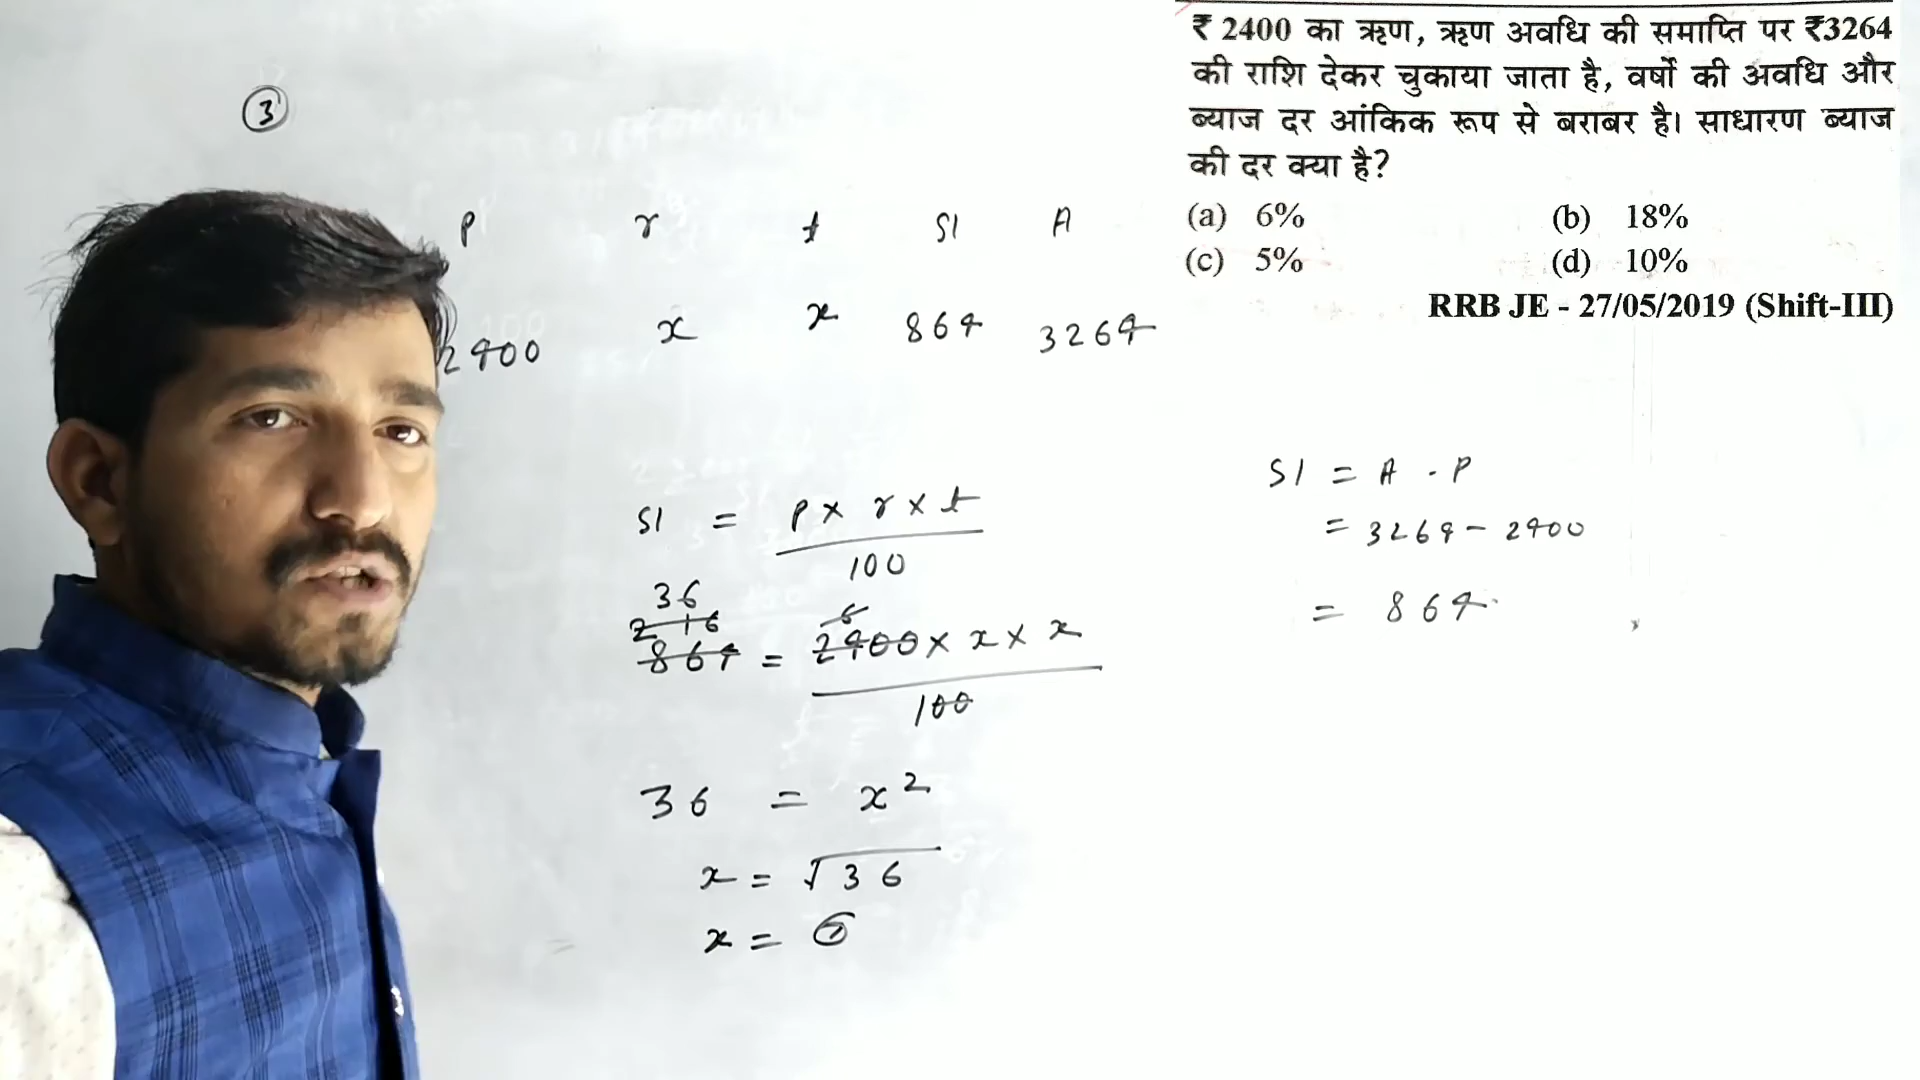 ₹ 2400 का ऋण, ऋण अवधि की समाप्ति पर ₹3264
की राशि देकर चुकाया जाता है, वर्षो की अवधि और
ब्याज दर आंकिक रूप से बराबर है। साधारण ब्याज
की दर क्या है?
(a) 6% (b) 18%
(c) 5% (d) 10%
RRB JE - 27/05/2019 (Shift-III)
3
P r t SI A
2400 x x 864 3264
SI = P × r × t
100
36
216 6
864 = 2400 × x × x
100
36 = x²
x = √36
x = 6
SI = A - P
= 3264 - 2400
= 864